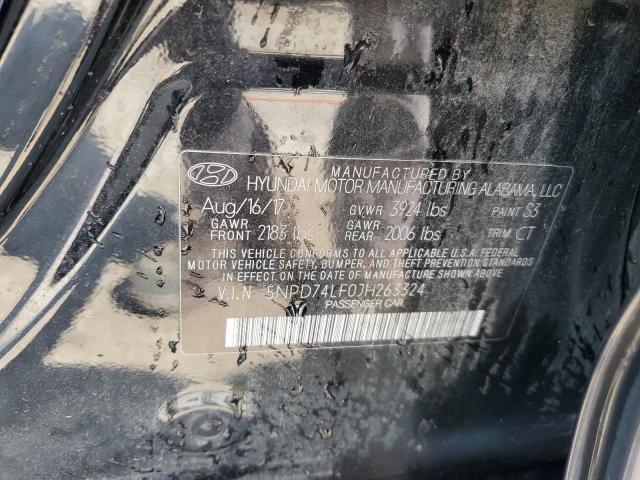 MANUFACTURED BY
HYUNDAI MOTOR MANUFACTURING ALABAMA, LLC
Aug/16/17 GVWR 3924 lbs PAINT S3
GAWR FRONT 2183 lbs GAWR REAR 2006 lbs TRIM CT
THIS VEHICLE CONFORMS TO ALL APPLICABLE U.S.A. FEDERAL
MOTOR VEHICLE SAFETY, BUMPER, AND THEFT PREVENTION STANDARDS
IN EFFECT ON THE DATE OF MANUFACTURE SHOWN ABOVE.
V.I.N 5NPD74LF0JH263324
PASSENGER CAR